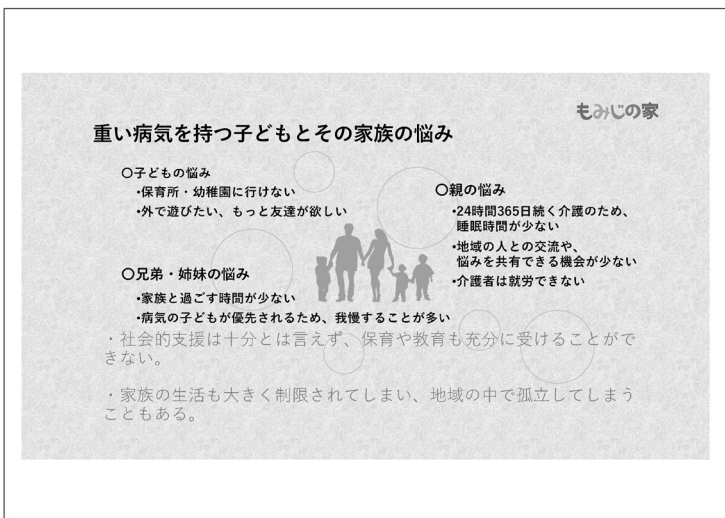 もみじの家
重い病気を持つ子どもとその家族の悩み
〇子どもの悩み
・保育所・幼稚園に行けない
・外で遊びたい、もっと友達が欲しい
〇親の悩み
・24時間365日続く介護のため、
睡眠時間が少ない
・地域の人との交流や、
悩みを共有できる機会が少ない
・介護者は就労できない
〇兄弟・姉妹の悩み
・家族と過ごす時間が少ない
・病気の子どもが優先されるため、我慢することが多い
・社会的支援は十分とは言えず、保育や教育も充分に受けることがで
きない。
・家族の生活も大きく制限されてしまい、地域の中で孤立してしまう
こともある。